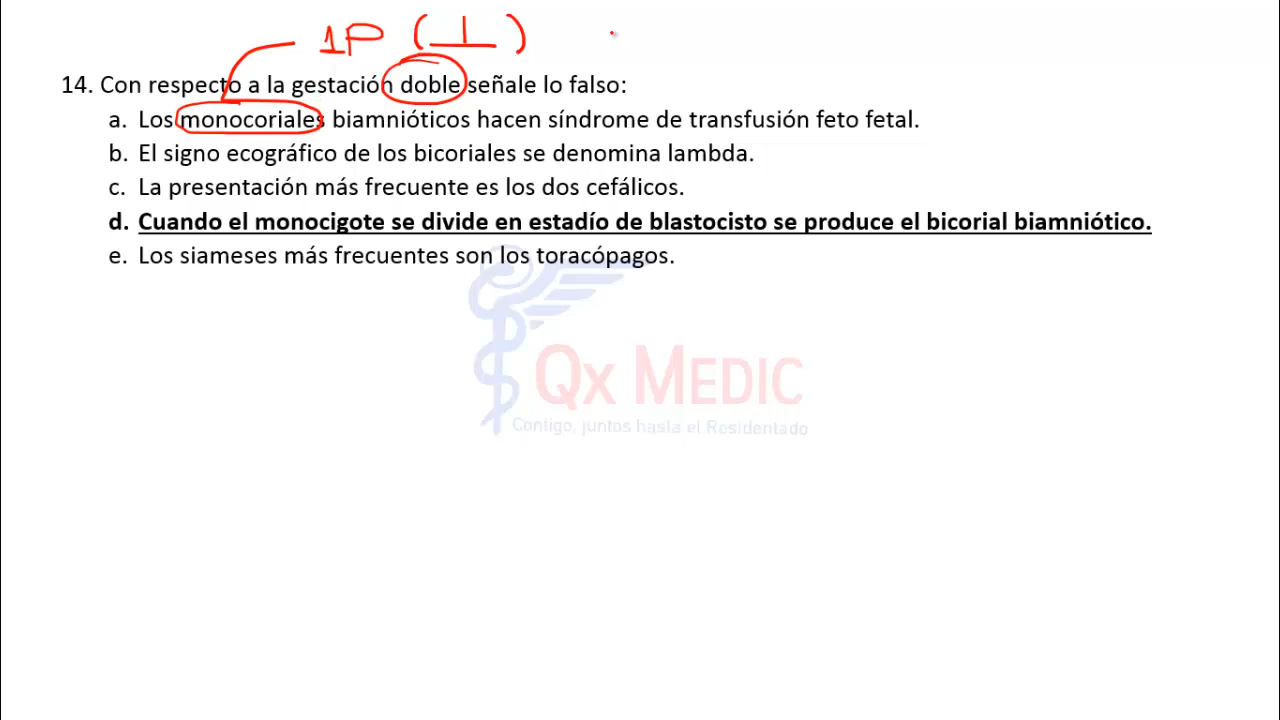 1P (⊥)
14. Con respecto a la gestación doble señale lo falso:
a. Los monocoriales biamnióticos hacen síndrome de transfusión feto fetal.
b. El signo ecográfico de los bicoriales se denomina lambda.
c. La presentación más frecuente es los dos cefálicos.
d. Cuando el monocigote se divide en estadío de blastocisto se produce el bicorial biamniótico.
e. Los siameses más frecuentes son los toracópagos.
Qx MEDIC
Contigo, juntos hasta el Residentado